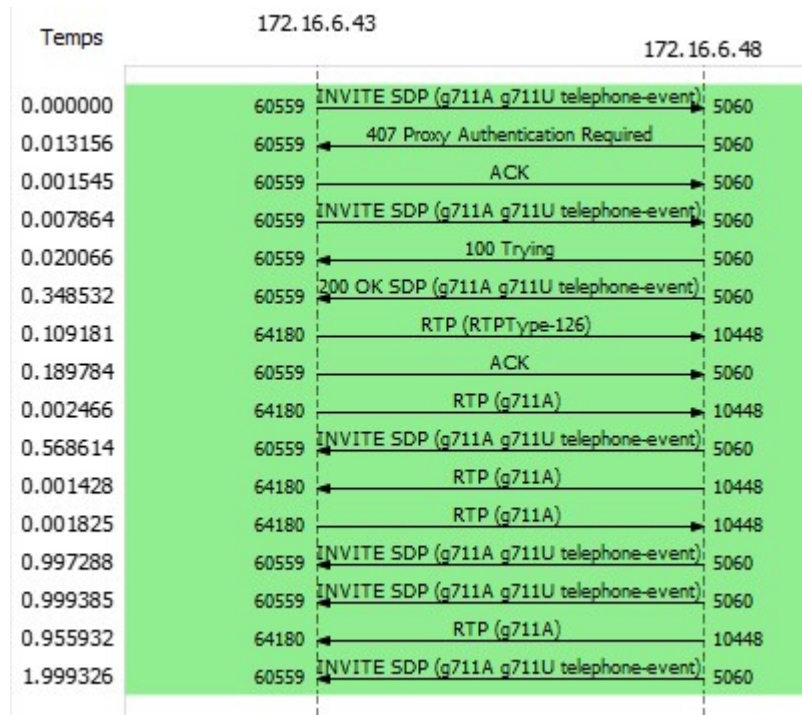 Temps 172.16.6.43 172.16.6.48
0.000000 60559 INVITE SDP (g711A g711U telephone-event) 5060
0.013156 60559 407 Proxy Authentication Required 5060
0.001545 60559 ACK 5060
0.007864 60559 INVITE SDP (g711A g711U telephone-event) 5060
0.020066 60559 100 Trying 5060
0.348532 60559 200 OK SDP (g711A g711U telephone-event) 5060
0.109181 64180 RTP (RTPType-126) 10448
0.189784 60559 ACK 5060
0.002466 64180 RTP (g711A) 10448
0.568614 60559 INVITE SDP (g711A g711U telephone-event) 5060
0.001428 64180 RTP (g711A) 10448
0.001825 64180 RTP (g711A) 10448
0.997288 60559 INVITE SDP (g711A g711U telephone-event) 5060
0.999385 60559 INVITE SDP (g711A g711U telephone-event) 5060
0.955932 64180 RTP (g711A) 10448
1.999326 60559 INVITE SDP (g711A g711U telephone-event) 5060